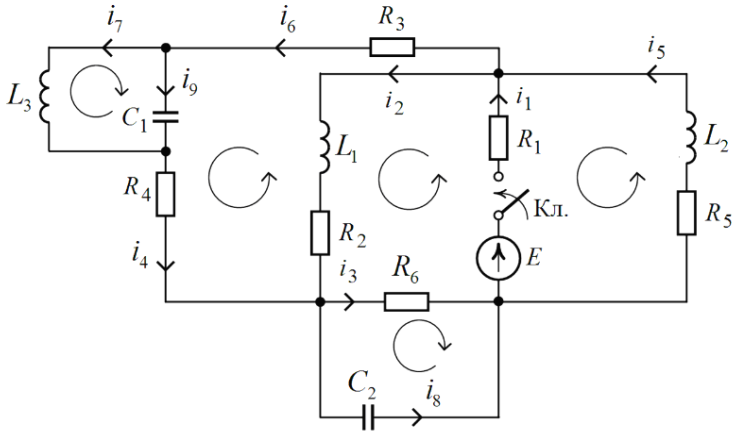 i₇
i₆
R₃
i₅
L₃
C₁
i₉
i₂
i₁
L₁
R₁
L₂
R₄
Кл.
R₂
R₅
i₄
i₃
R₆
E
C₂
i₈